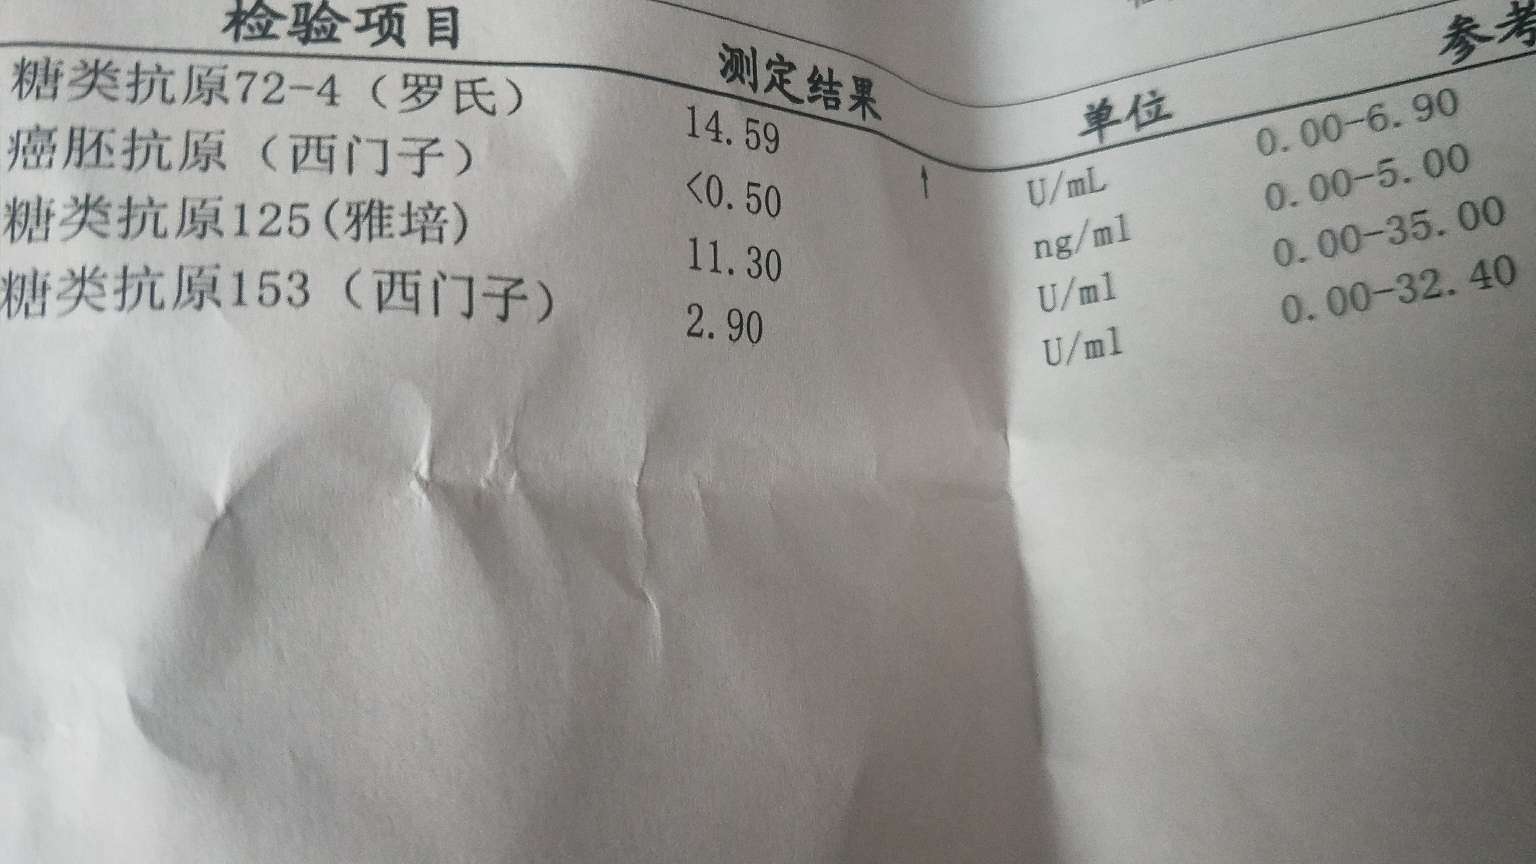 检验项目 测定结果 单位 参考
糖类抗原72-4（罗氏） 14.59 ↑ U/mL 0.00-6.90
癌胚抗原（西门子） <0.50 ng/ml 0.00-5.00
糖类抗原125(雅培) 11.30 U/ml 0.00-35.00
糖类抗原153（西门子） 2.90 U/ml 0.00-32.40